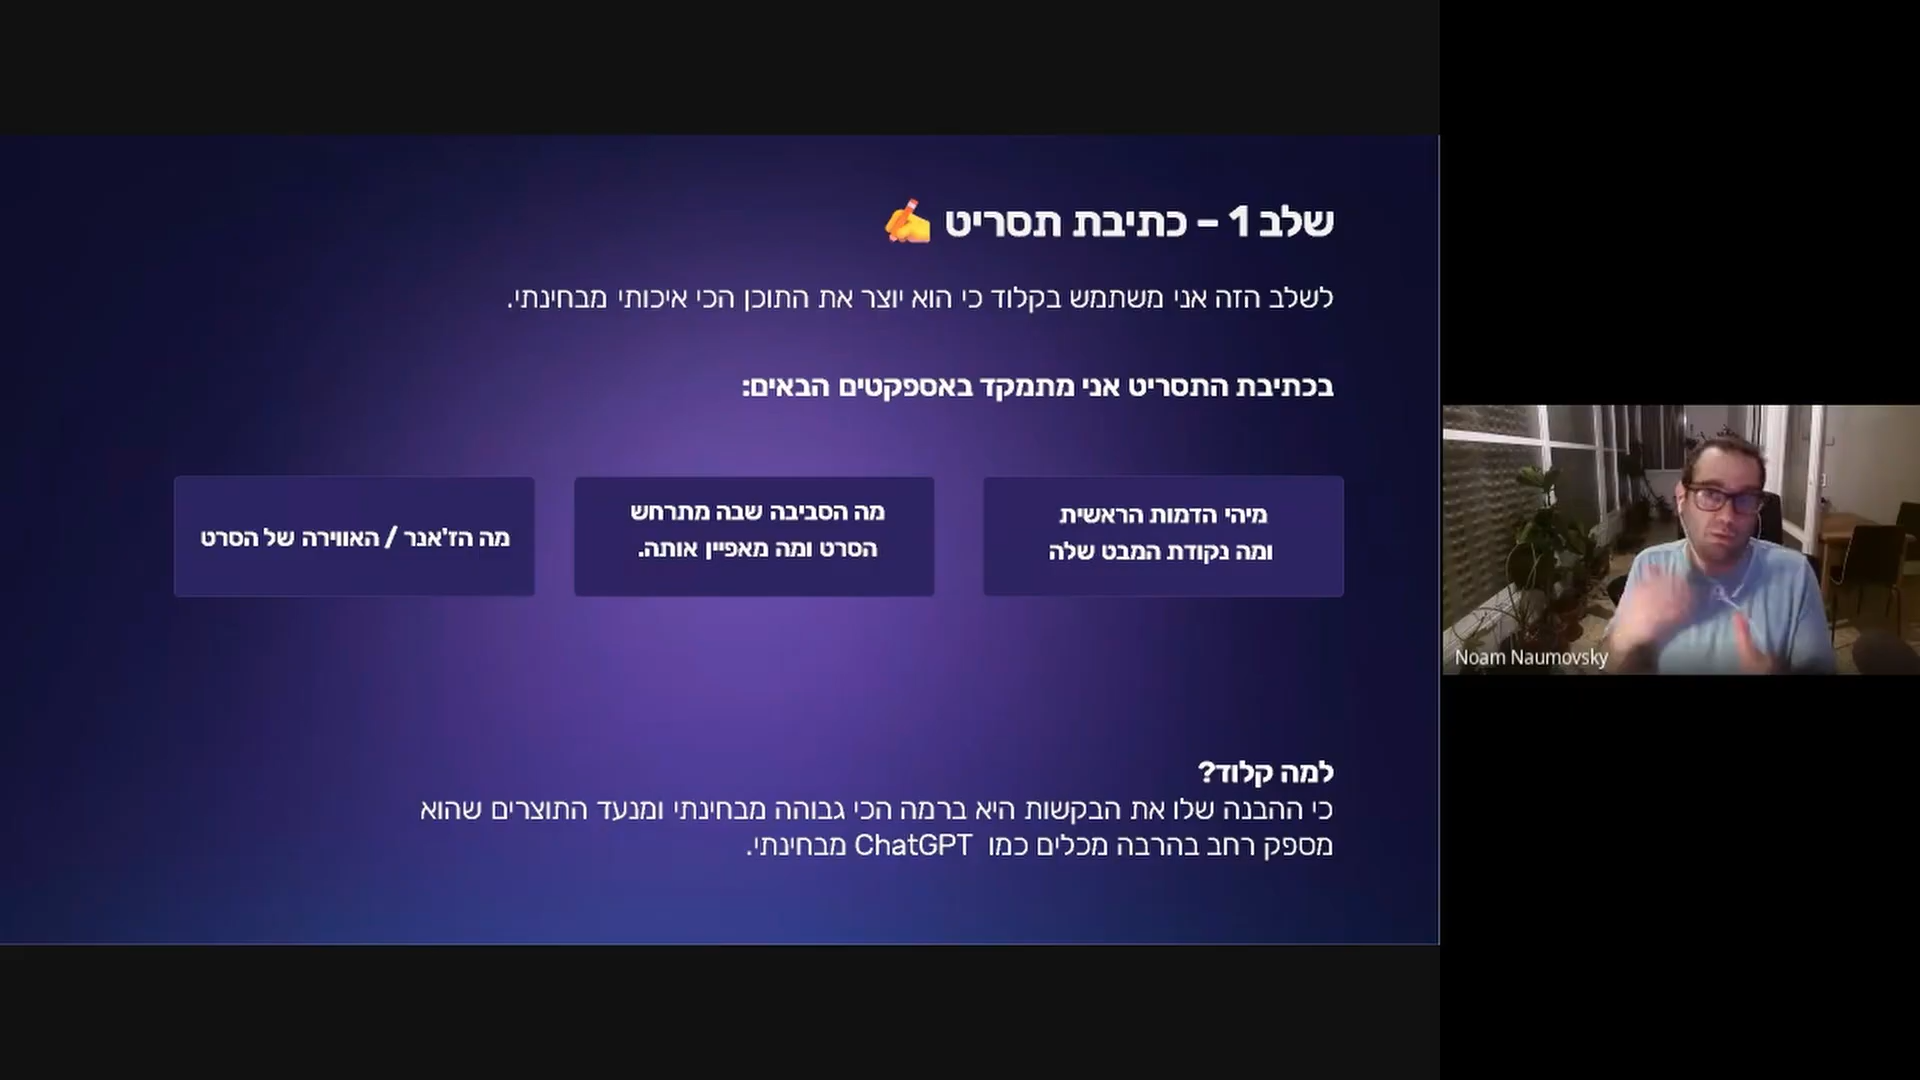 שלב 1 – כתיבת תסריט ✍️
לשלב הזה אני משתמש בקלוד כי הוא יוצר את התוכן הכי איכותי מבחינתי.
בכתיבת התסריט אני מתמקד באספקטים הבאים:
מיהי הדמות הראשית
ומה נקודת המבט שלה
מה הסביבה שבה מתרחש
הסרט ומה מאפיין אותה.
מה הז'אנר / האווירה של הסרט
למה קלוד?
כי ההבנה שלו את הבקשות היא ברמה הכי גבוהה מבחינתי ומנעד התוצרים שהוא
מספק רחב בהרבה מכלים כמו ChatGPT מבחינתי.
Noam Naumovsky